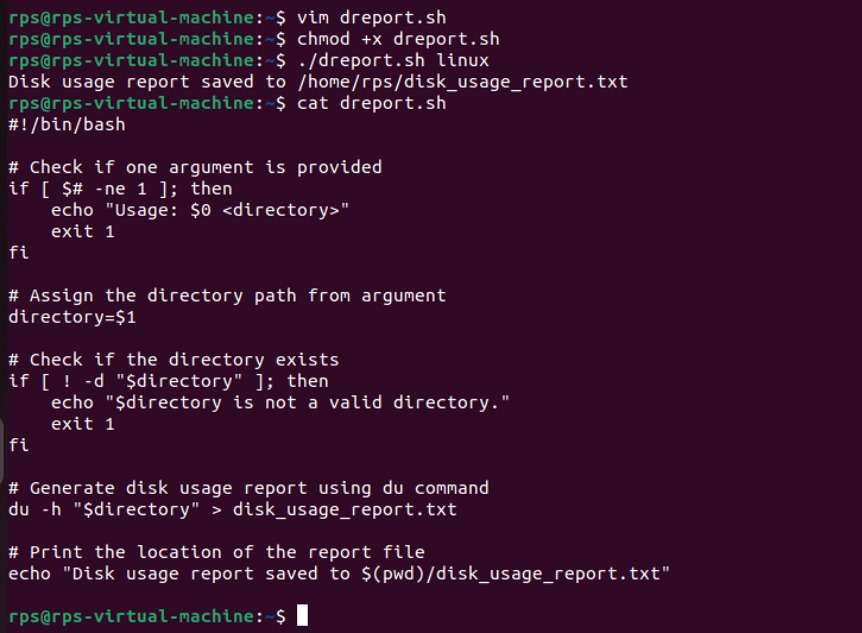 rps@rps-virtual-machine:~$ vim dreport.sh
rps@rps-virtual-machine:~$ chmod +x dreport.sh
rps@rps-virtual-machine:~$ ./dreport.sh linux
Disk usage report saved to /home/rps/disk_usage_report.txt
rps@rps-virtual-machine:~$ cat dreport.sh
#!/bin/bash

# Check if one argument is provided
if [ $# -ne 1 ]; then
    echo "Usage: $0 <directory>"
    exit 1
fi

# Assign the directory path from argument
directory=$1

# Check if the directory exists
if [ ! -d "$directory" ]; then
    echo "$directory is not a valid directory."
    exit 1
fi

# Generate disk usage report using du command
du -h "$directory" > disk_usage_report.txt

# Print the location of the report file
echo "Disk usage report saved to $(pwd)/disk_usage_report.txt"

rps@rps-virtual-machine:~$